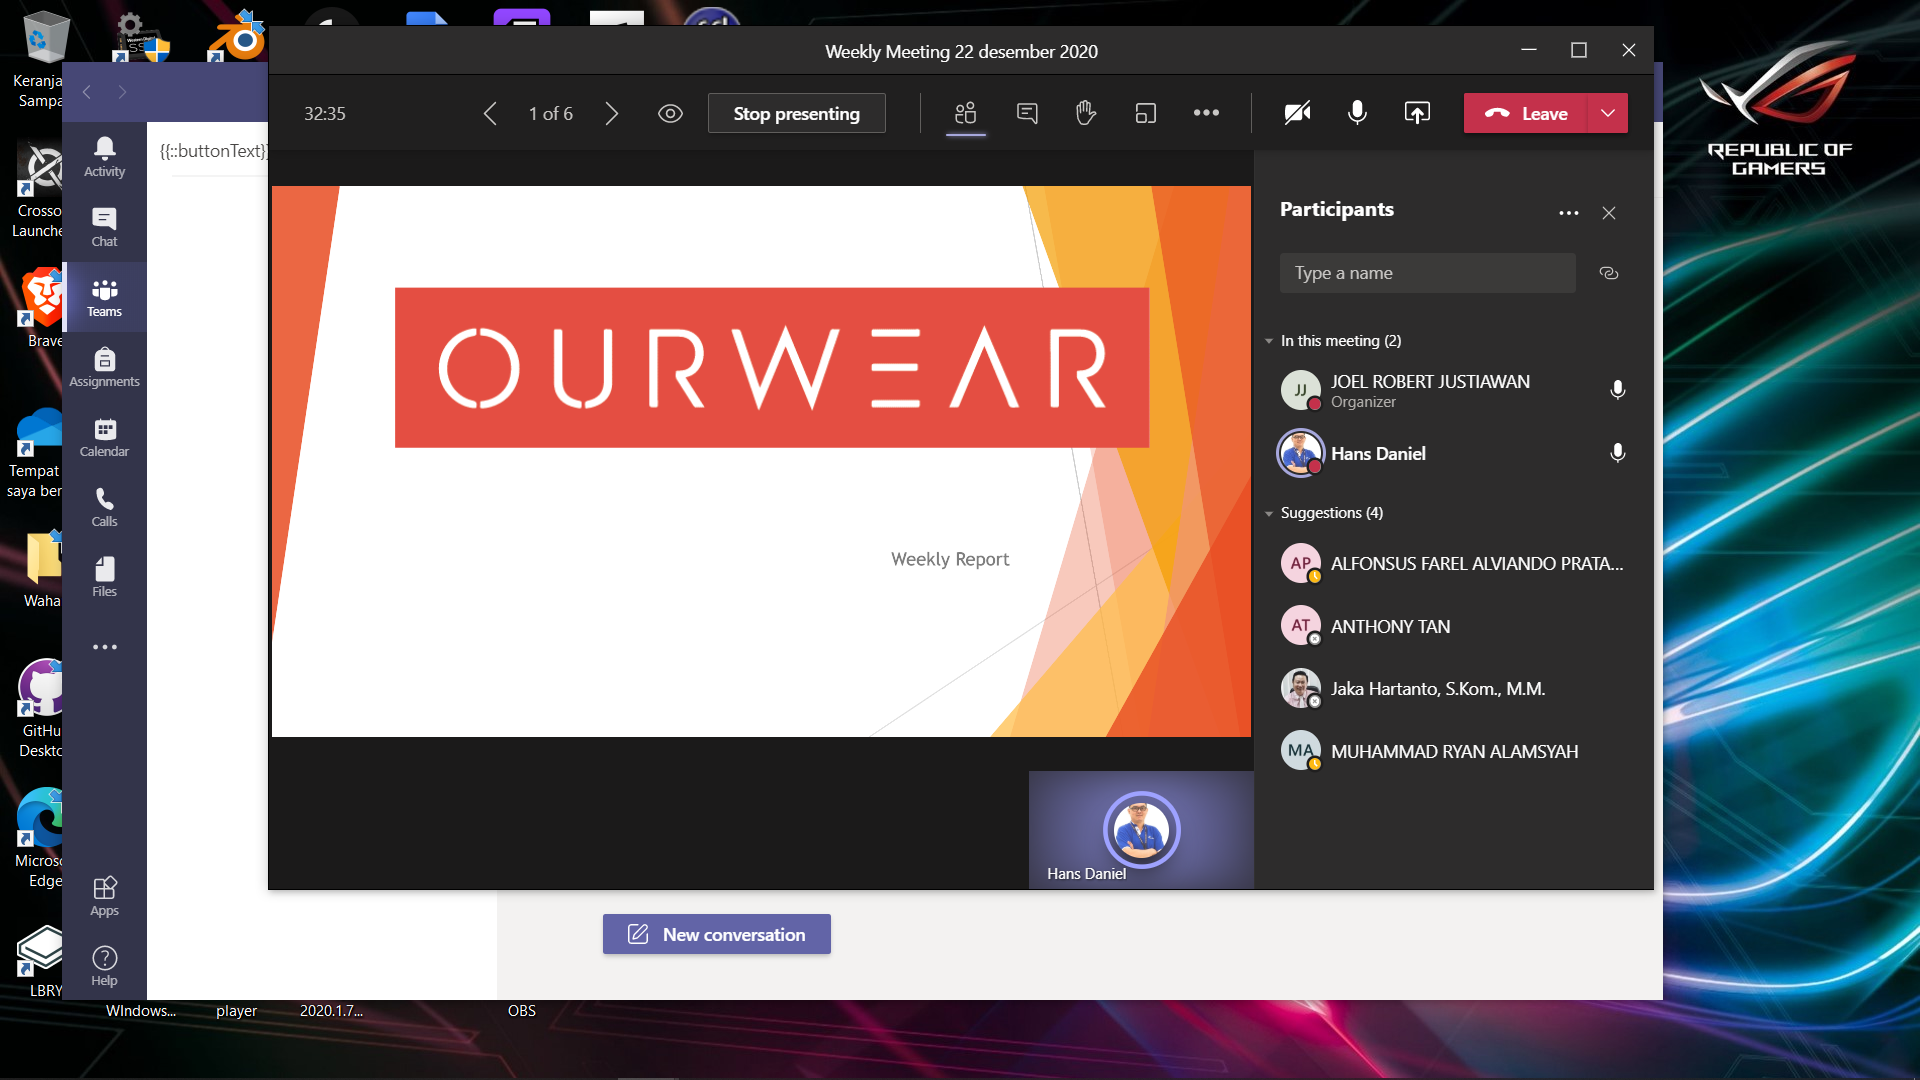 Weekly Meeting 22 desember 2020
32:35
1 of 6
Stop presenting
Leave
REPUBLIC OF
GAMERS
Keranja
Sampa
Crosso
Launche
Brave
Tempat
saya ber
Waha
GitHu
Deskto
Micros
Edge
LBRY
WIndows...
player
2020.1.7...
OBS
Activity
Chat
Teams
Assignments
Calendar
Calls
Files
Apps
Help
{{::buttonText}}
OURWEAR
Weekly Report
Hans Daniel
Participants
Type a name
In this meeting (2)
JJ
JOEL ROBERT JUSTIAWAN
Organizer
Hans Daniel
Suggestions (4)
AP
ALFONSUS FAREL ALVIANDO PRATA...
AT
ANTHONY TAN
Jaka Hartanto, S.Kom., M.M.
MA
MUHAMMAD RYAN ALAMSYAH
New conversation